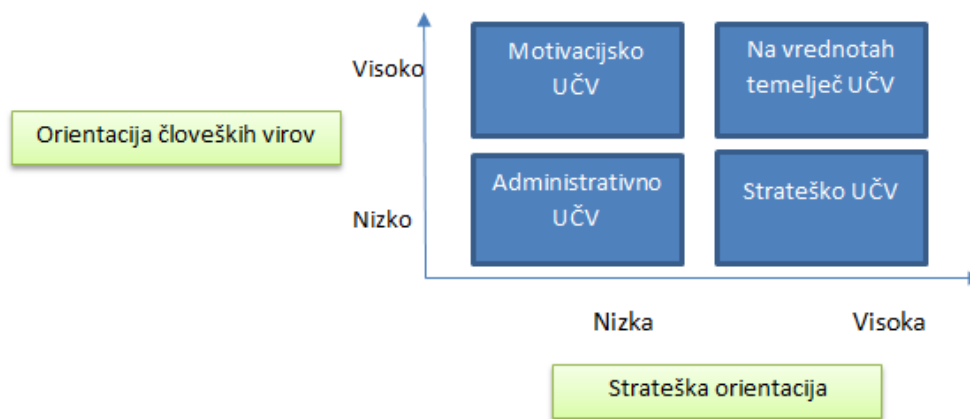 Visoko
Motivacijsko
UČV
Na vrednotah
temelječ UČV
Orientacija človeških virov
Nizko
Administrativno
UČV
Strateško UČV
Nizka
Visoka
Strateška orientacija